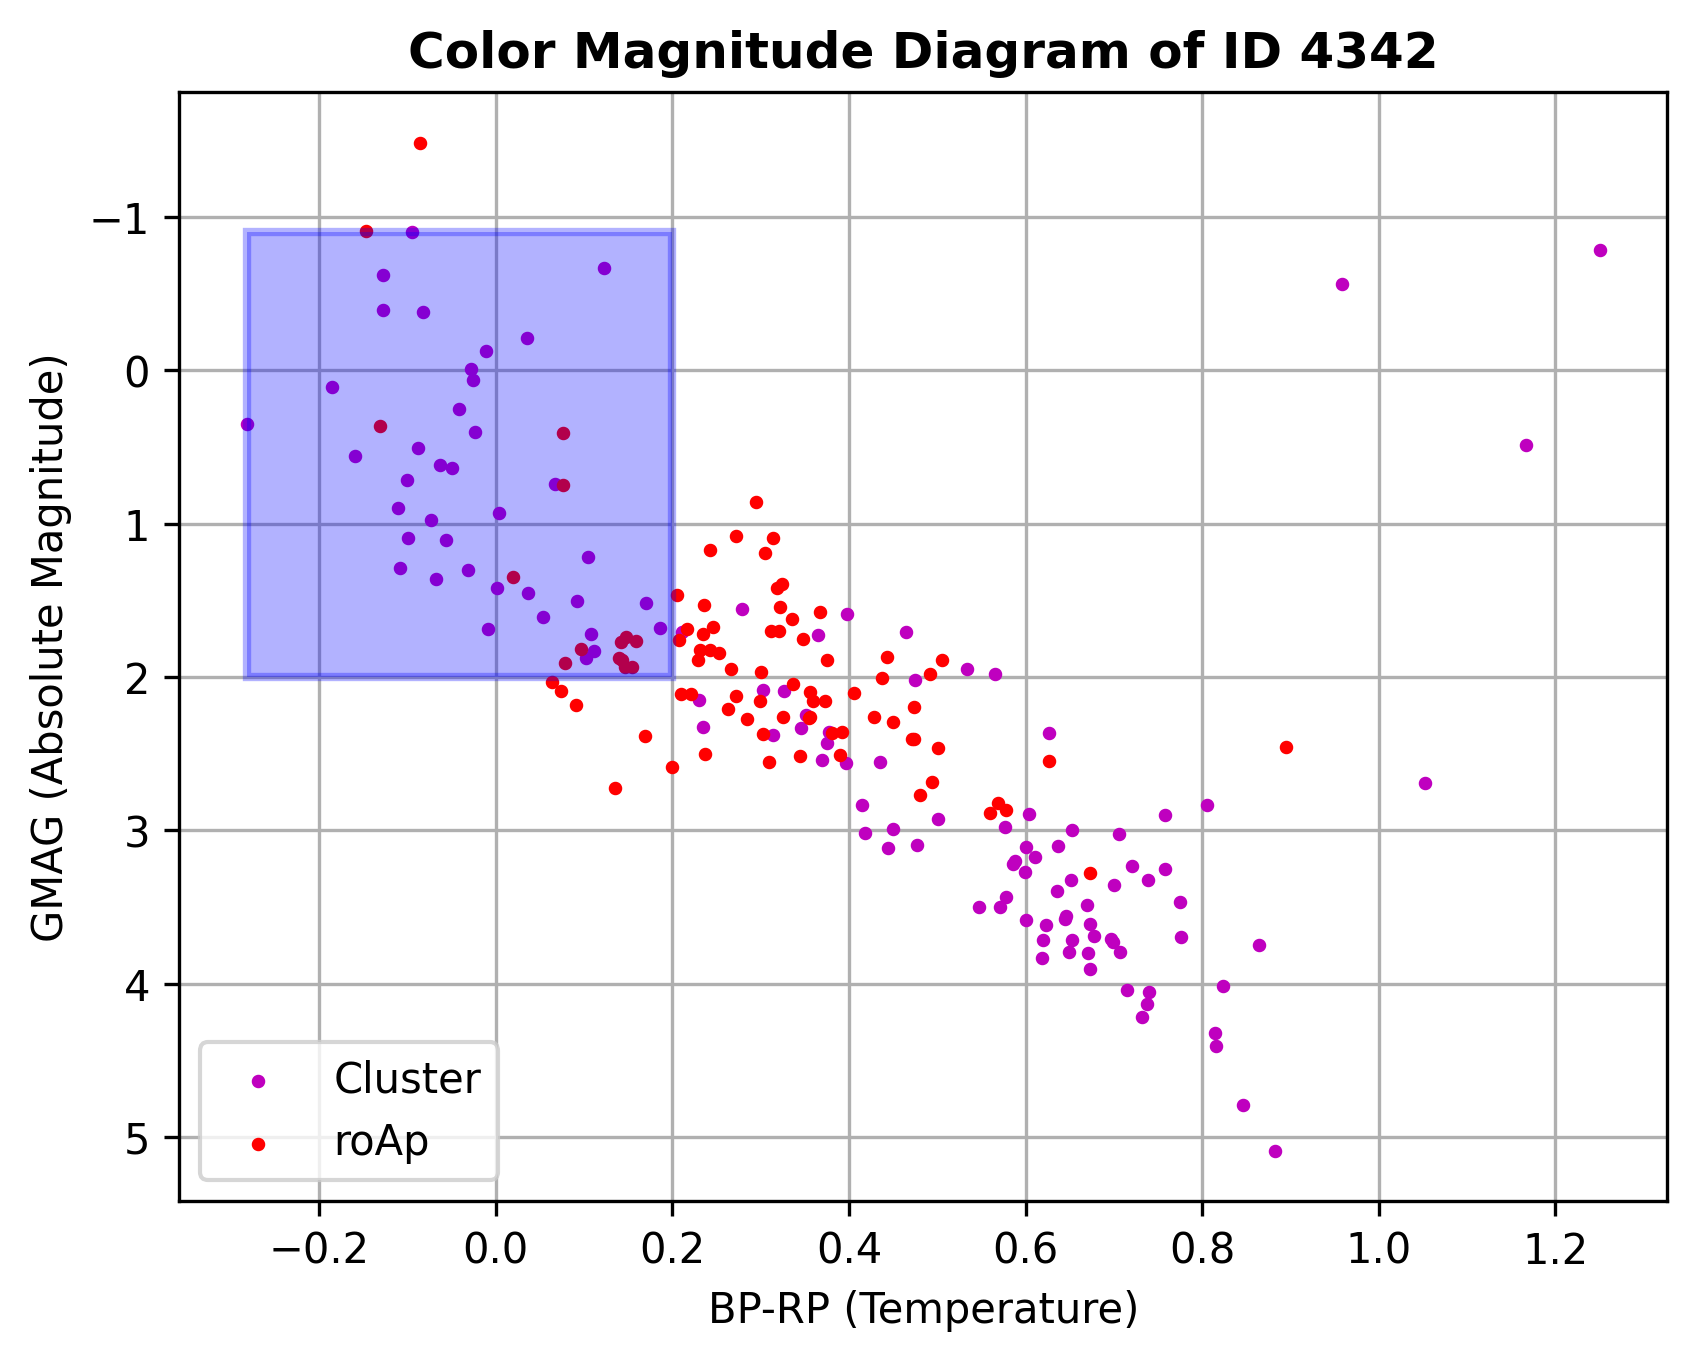 Color Magnitude Diagram of ID 4342
GMAG (Absolute Magnitude)
−1
0
1
2
3
4
5
Cluster
roAp
−0.2 0.0 0.2 0.4 0.6 0.8 1.0 1.2
BP-RP (Temperature)